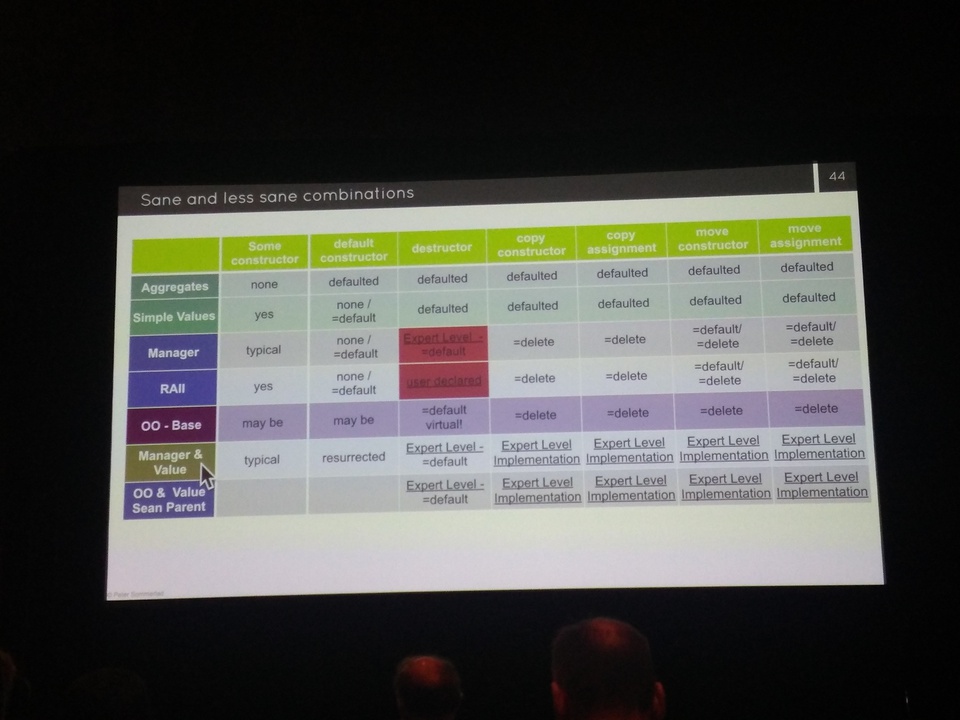 Sane and less sane combinations
44
Some constructor
default constructor
destructor
copy constructor
copy assignment
move constructor
move assignment
Aggregates
none
defaulted
defaulted
defaulted
defaulted
defaulted
defaulted
Simple Values
yes
none / =default
defaulted
defaulted
defaulted
defaulted
defaulted
Manager
typical
none / =default
Expert Level - =default
=delete
=delete
=default/ =delete
=default/ =delete
RAII
yes
none / =default
user declared
=delete
=delete
=default/ =delete
=default/ =delete
OO - Base
may be
may be
=default virtual!
=delete
=delete
=delete
=delete
Manager & Value
typical
resurrected
Expert Level - =default
Expert Level Implementation
Expert Level Implementation
Expert Level Implementation
Expert Level Implementation
OO & Value Sean Parent
Expert Level - =default
Expert Level Implementation
Expert Level Implementation
Expert Level Implementation
Expert Level Implementation
© Peter Sommerlad